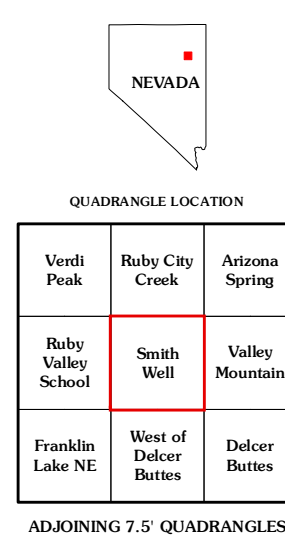 NEVADA
QUADRANGLE LOCATION
Verdi
Peak
Ruby City
Creek
Arizona
Spring
Ruby
Valley
School
Smith
Well
Valley
Mountain
Franklin
Lake NE
West of
Delcer
Buttes
Delcer
Buttes
ADJOINING 7.5' QUADRANGLES